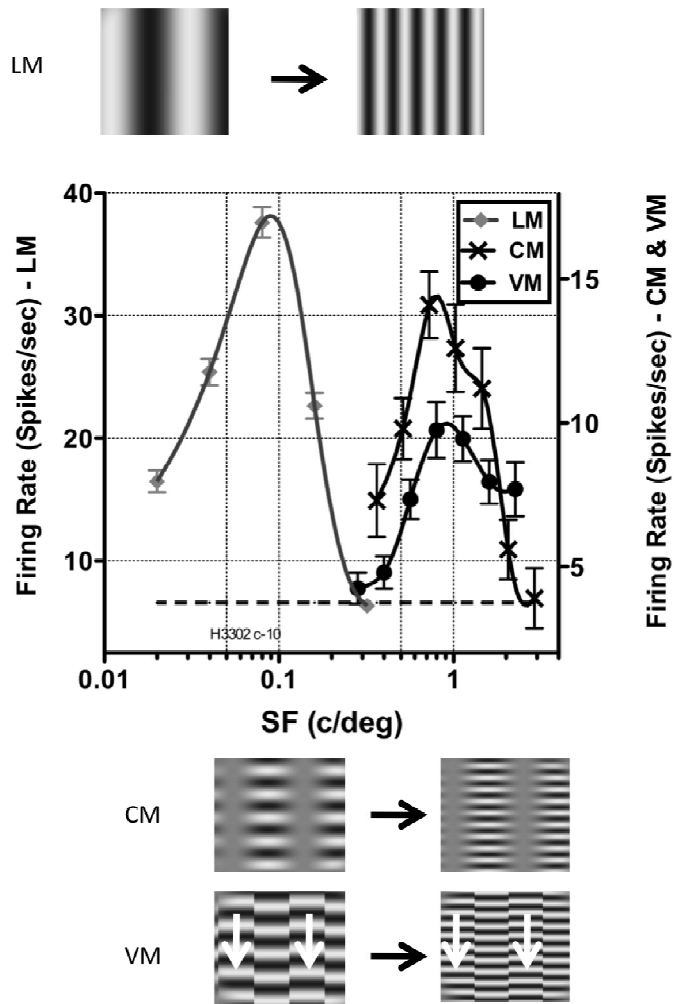 LM
Firing Rate (Spikes/sec) - LM
40
30
20
10
LM
CM
VM
15
10
5
Firing Rate (Spikes/sec) - CM & VM
H3302 c-10
0.01
0.1
1
SF (c/deg)
CM
VM